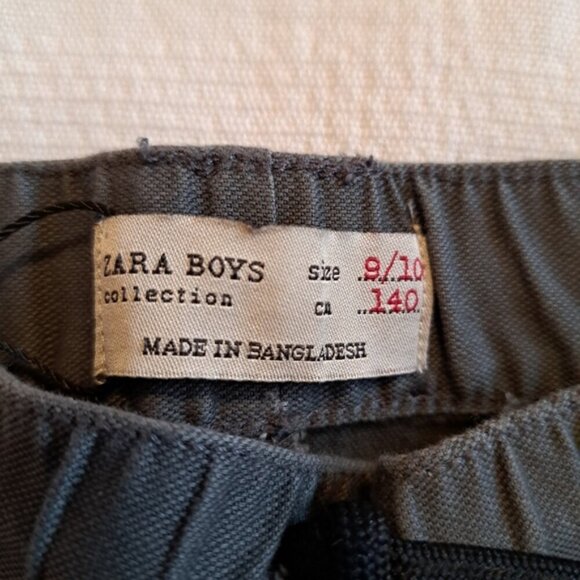 ZARA BOYS
collection
size ..9/10
CA ..140..
MADE IN BANGLADESH